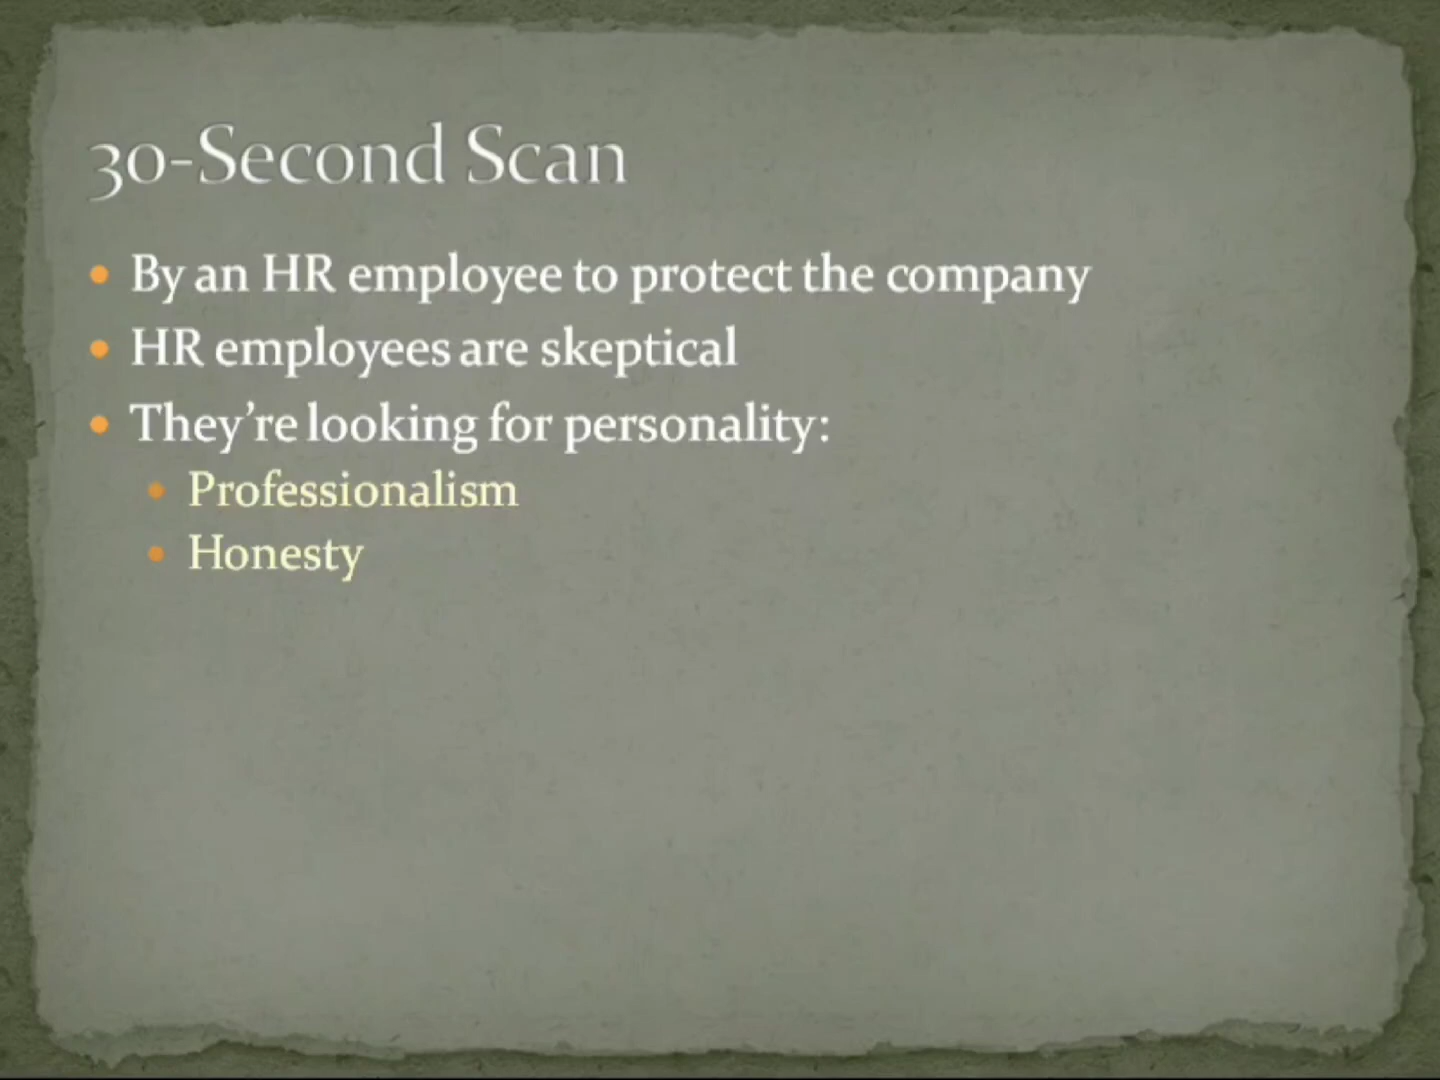 30-Second Scan
By an HR employee to protect the company
HR employees are skeptical
They’re looking for personality:
Professionalism
Honesty